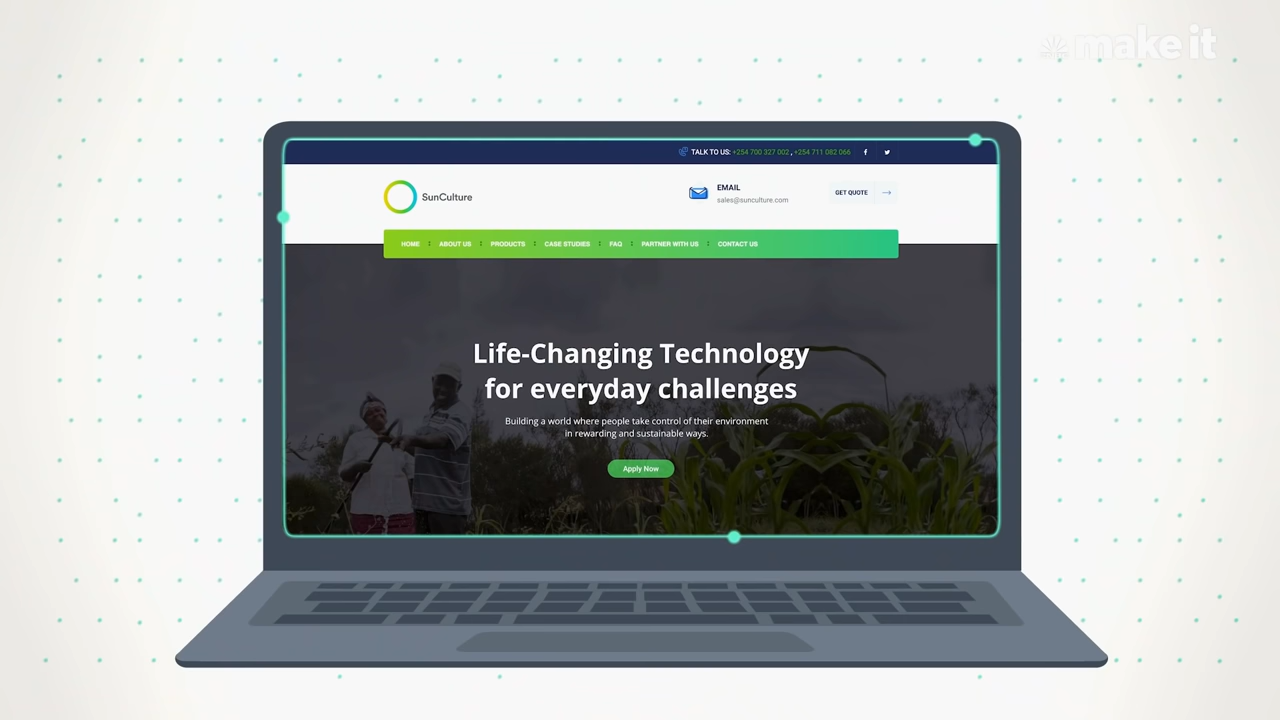 make it
TALK TO US: +254 700 327 002 , +254 711 082 066
SunCulture
EMAIL
sales@sunculture.com
GET QUOTE
HOME ABOUT US PRODUCTS CASE STUDIES FAQ PARTNER WITH US CONTACT US
Life-Changing Technology
for everyday challenges
Building a world where people take control of their environment
in rewarding and sustainable ways.
Apply Now